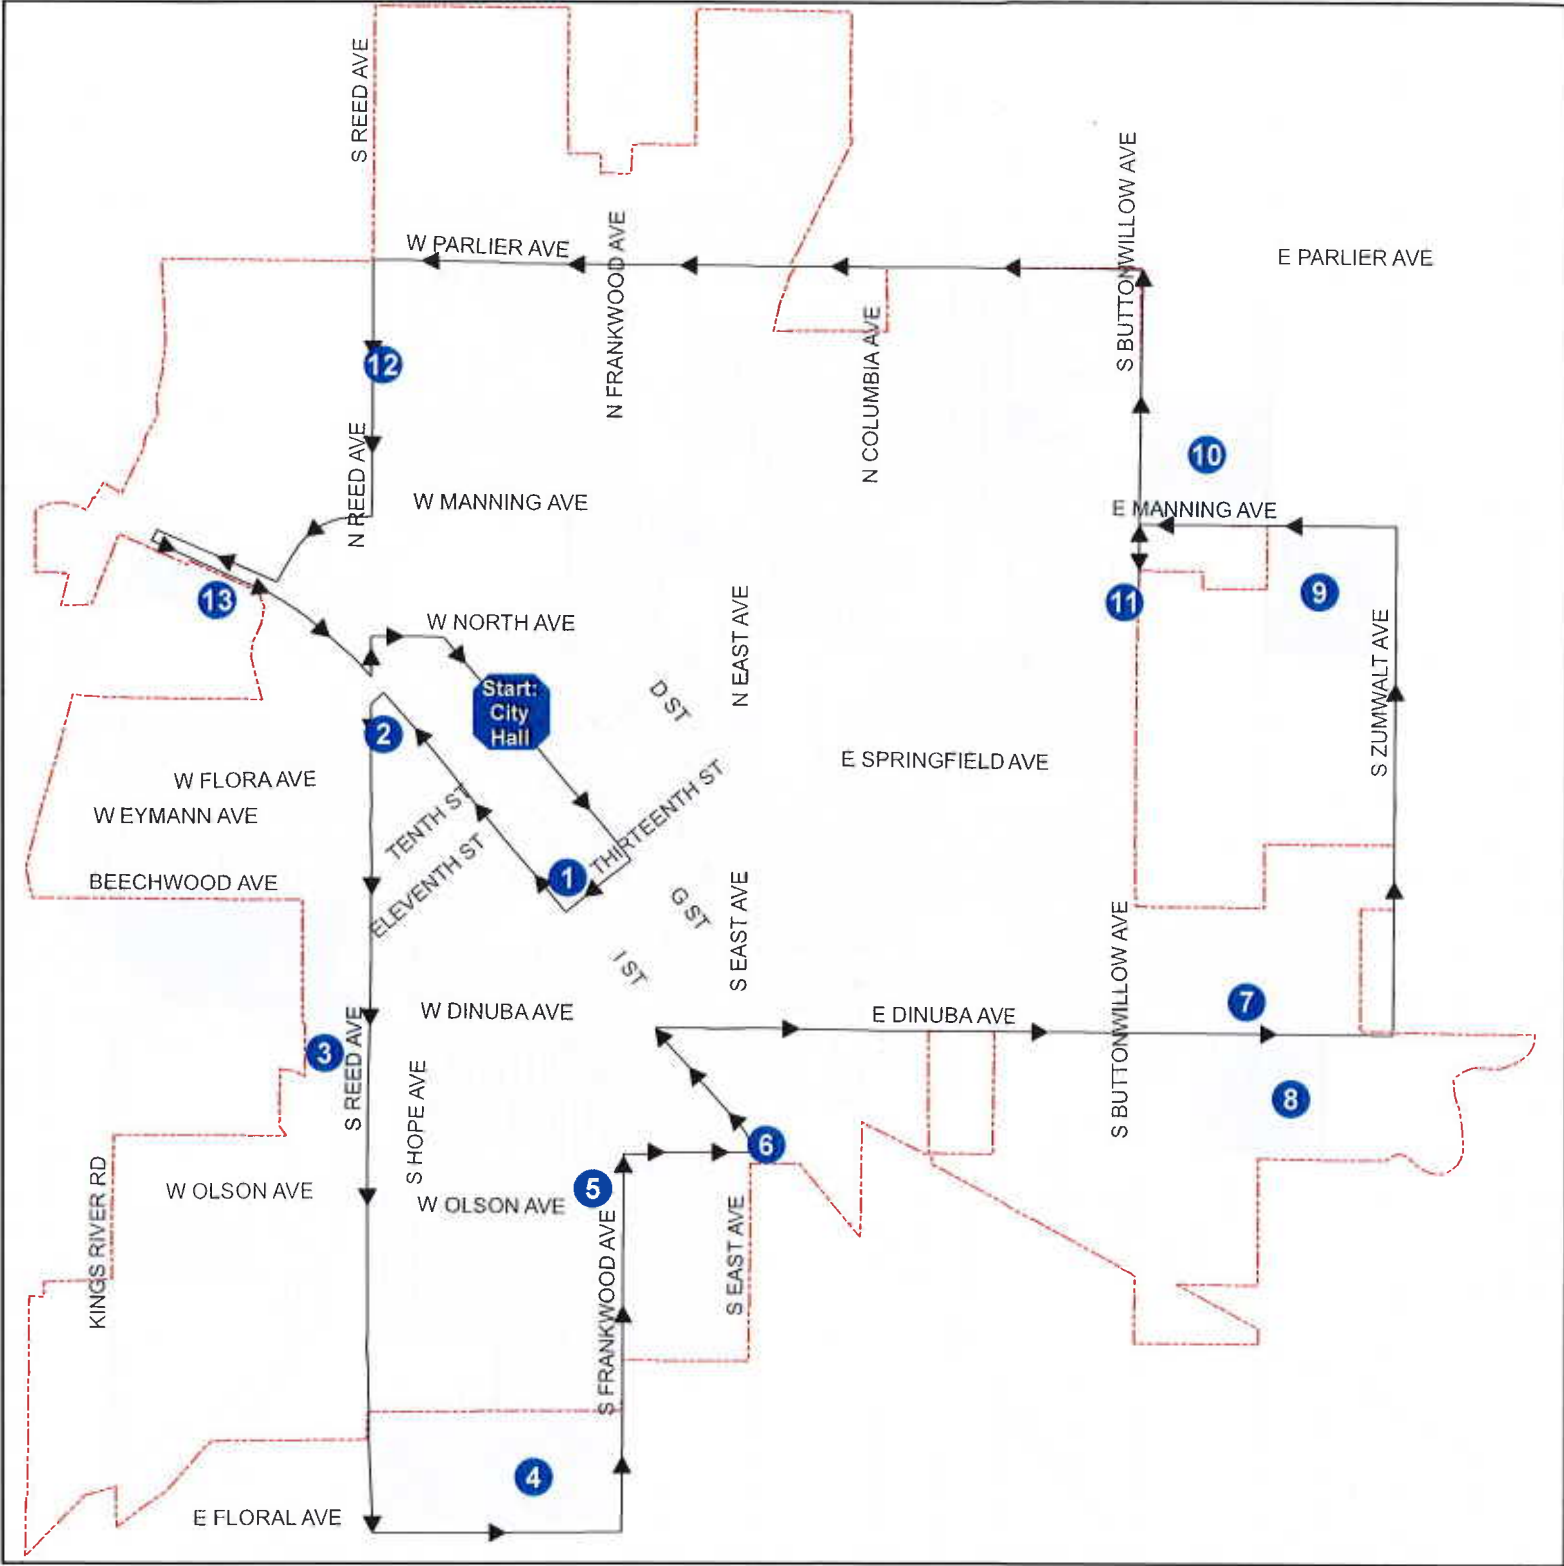 S REED AVE
W PARLIER AVE
N FRANKWOOD AVE
S BUTTONWILLOW AVE
E PARLIER AVE
12
N COLUMBIA AVE
N REED AVE
W MANNING AVE
10
E MANNING AVE
13
11
9
W NORTH AVE
N EAST AVE
S ZUMWALT AVE
Start:
City
Hall
D ST
2
E SPRINGFIELD AVE
W FLORA AVE
W EYMANN AVE
TENTH ST
THIRTEENTH ST
ELEVENTH ST
1
BEECHWOOD AVE
G ST
S EAST AVE
I ST
S BUTTONWILLOW AVE
7
W DINUBA AVE
E DINUBA AVE
3
S REED AVE
S HOPE AVE
8
6
KINGS RIVER RD
W OLSON AVE
W OLSON AVE
5
S FRANKWOOD AVE
S EAST AVE
4
E FLORAL AVE